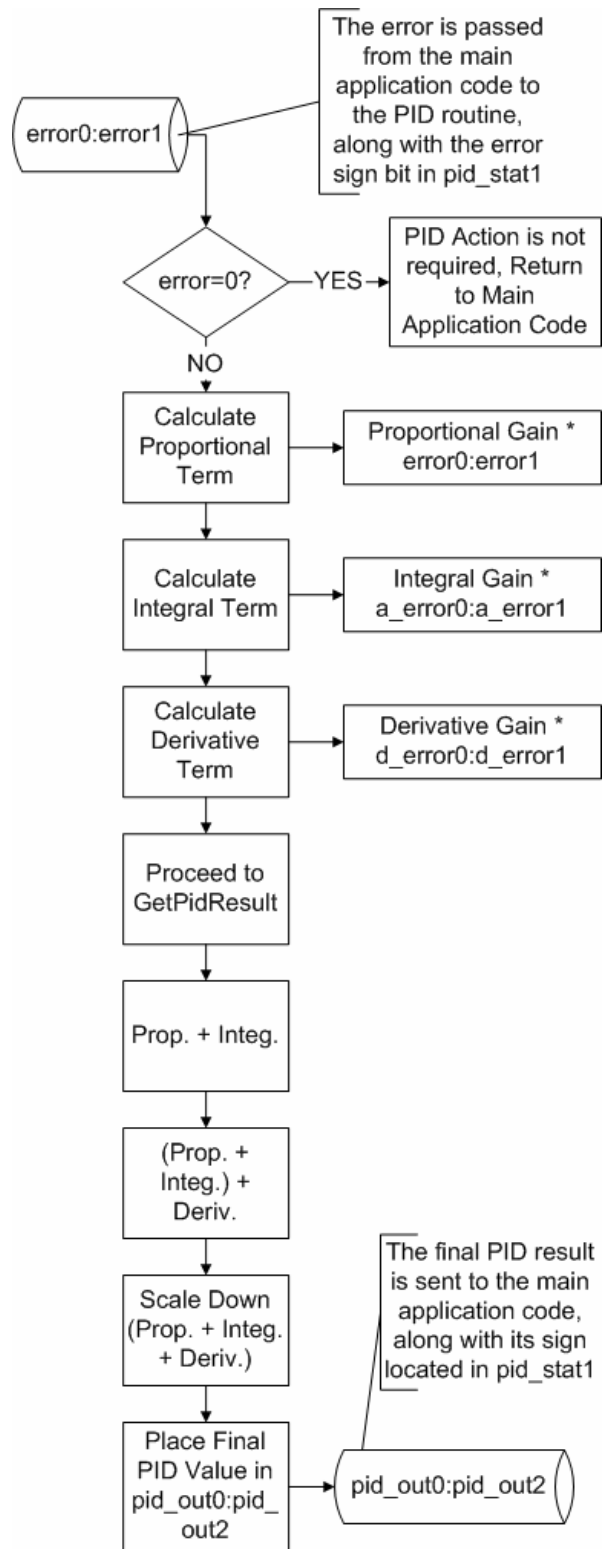 The error is passed
from the main
application code to
the PID routine,
along with the error
sign bit in pid_stat1
error0:error1
error=0?
YES
PID Action is not
required, Return
to Main
Application Code
NO
Calculate
Proportional
Term
Proportional Gain *
error0:error1
Calculate
Integral Term
Integral Gain *
a_error0:a_error1
Calculate
Derivative
Term
Derivative Gain *
d_error0:d_error1
Proceed to
GetPidResult
Prop. + Integ.
(Prop. +
Integ.) +
Deriv.
Scale Down
(Prop. + Integ.
+ Deriv.)
The final PID result
is sent to the main
application code,
along with its sign
located in pid_stat1
Place Final
PID Value in
pid_out0:pid_
out2
pid_out0:pid_out2